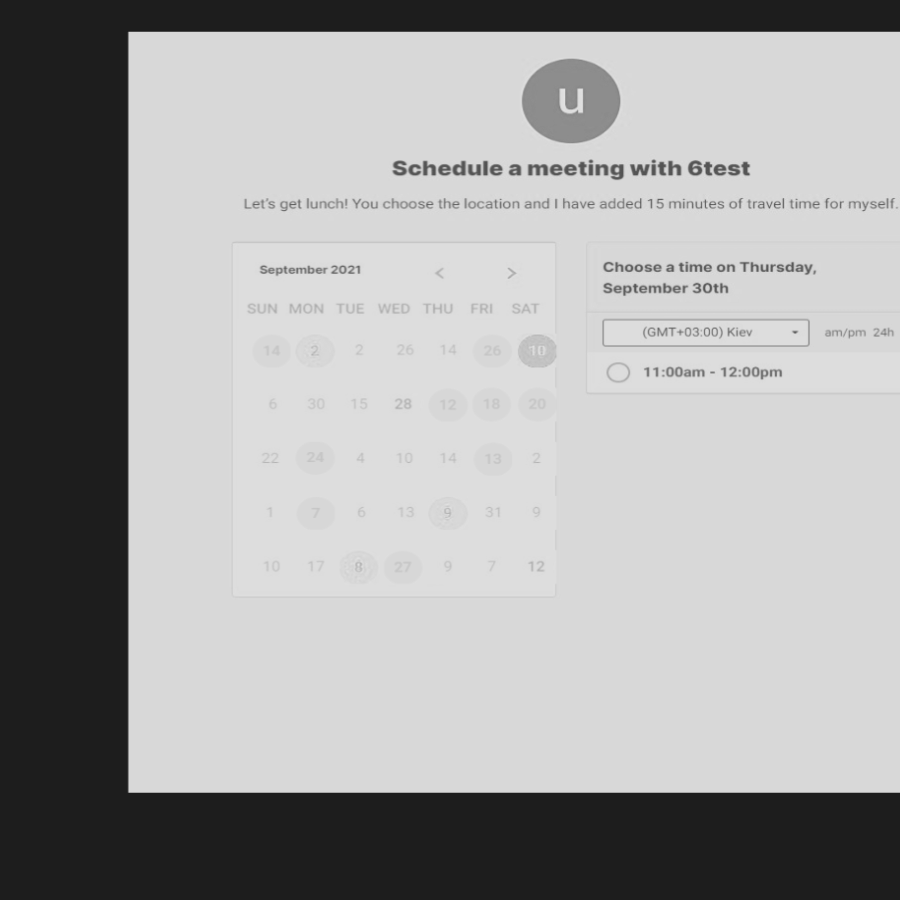 u
Schedule a meeting with 6test
Let's get lunch! You choose the location and I have added 15 minutes of travel time for myself.
September 2021 < >
SUN MON TUE WED THU FRI SAT
14 2 2 26 14 26 10
6 30 15 28 12 18 20
22 24 4 10 14 13 2
1 7 6 13 9 31 9
10 17 8 27 9 7 12
Choose a time on Thursday,
September 30th
(GMT+03:00) Kiev am/pm 24h
11:00am - 12:00pm